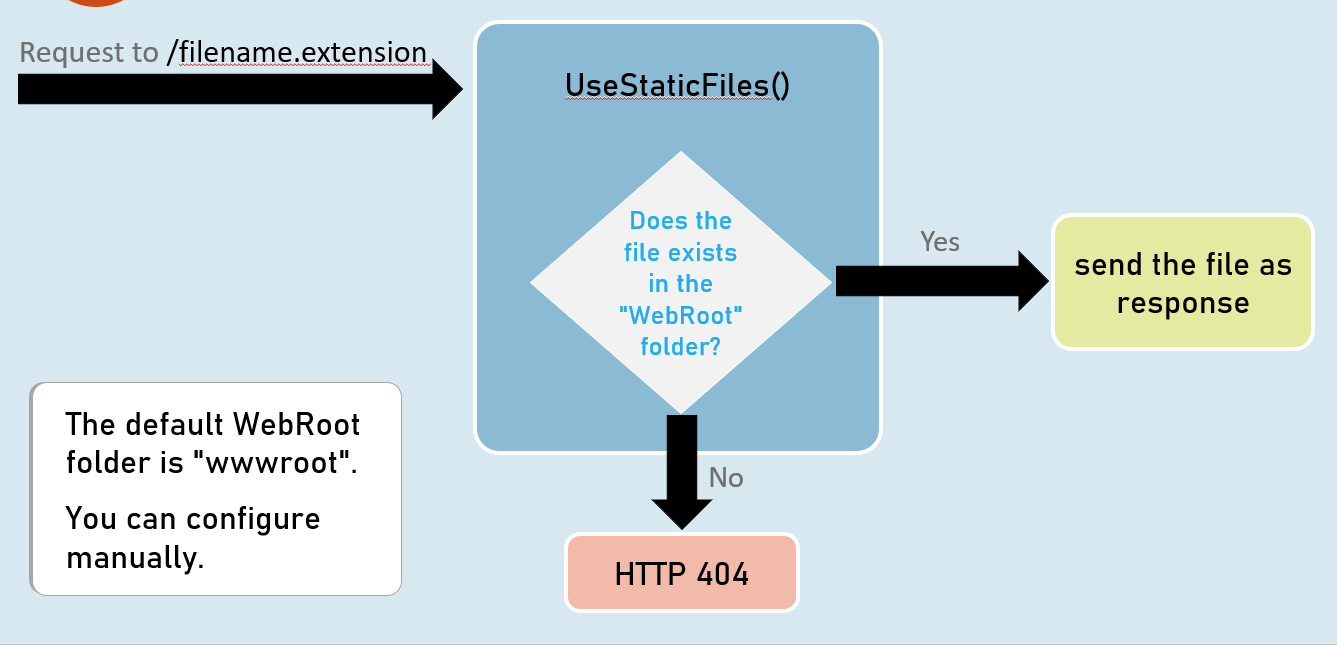 Request to /filename.extension
UseStaticFiles()
Does the
file exists
in the
"WebRoot"
folder?
Yes
send the file as
response
No
HTTP 404
The default WebRoot
folder is "wwwroot".
You can configure
manually.